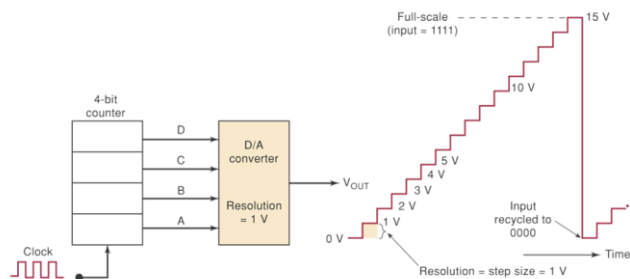 4-bit
counter
D
C
B
A
Clock
D/A
converter
Resolution
= 1 V
VOUT
Full-scale
(input = 1111)
15 V
10 V
5 V
4 V
3 V
2 V
1 V
0 V
Input
recycled to
0000
Time
Resolution = step size = 1 V